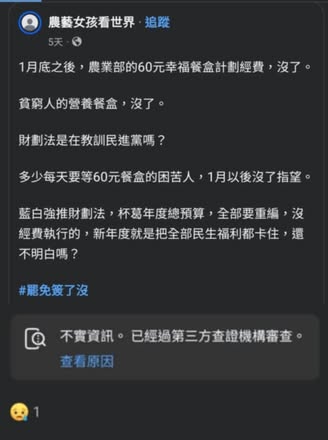 農藝女孩看世界 · 追蹤
5天 ·
1月底之後，農業部的60元幸福餐盒計劃經費，沒了。
貧窮人的營養餐盒，沒了。
財劃法是在教訓民進黨嗎？
多少每天要等60元餐盒的困苦人，1月以後沒了指望。
藍白強推財劃法，杯葛年度總預算，全部要重編，沒
經費執行的，新年度就是把全部民生福利都卡住，還
不明白嗎？
#罷免簽了沒
不實資訊。 已經過第三方查證機構審查。
查看原因
1